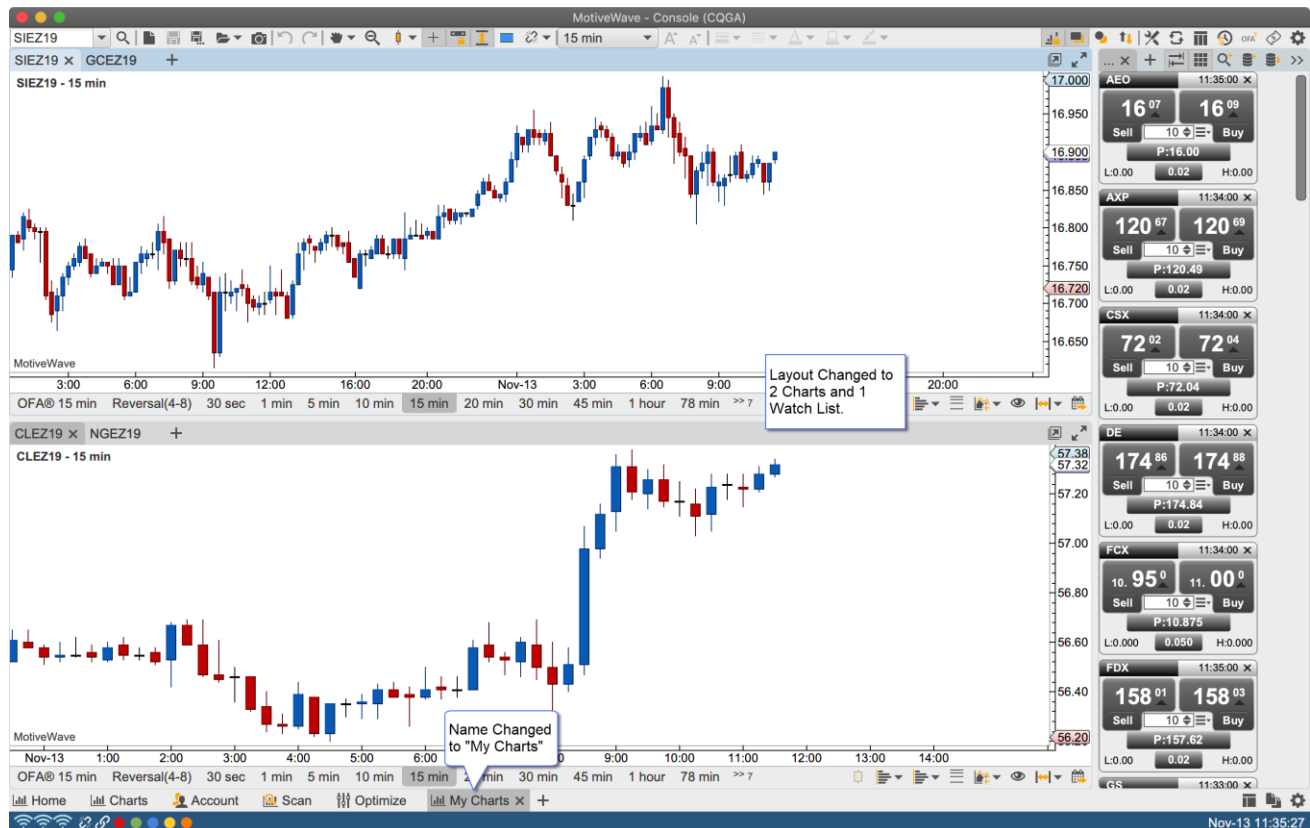 MotiveWave - Console (CQGA)
SIEZ19
15 min
SIEZ19 GCEZ19 +
SIEZ19 - 15 min
17.000
16.950
16.900
16.850
16.800
16.750
16.720
16.700
16.650
MotiveWave
3:00 6:00 9:00 12:00 16:00 20:00 Nov-13 3:00 6:00 9:00 20:00
Layout Changed to
2 Charts and 1
Watch List.
OFA® 15 min Reversal(4-8) 30 sec 1 min 5 min 10 min 15 min 20 min 30 min 45 min 1 hour 78 min >> 7
CLEZ19 NGEZ19 +
CLEZ19 - 15 min
57.38
57.32
57.20
57.00
56.80
56.60
56.40
56.20
MotiveWave
Nov-13 1:00 2:00 3:00 4:00 5:00 6:00 9:00 10:00 11:00 12:00 13:00 14:00
Name Changed
to "My Charts"
OFA® 15 min Reversal(4-8) 30 sec 1 min 5 min 10 min 15 min min 30 min 45 min 1 hour 78 min >> 7
AEO 11:35:00
16 07 16 09
Sell 10 Buy
P:16.00
L:0.00 0.02 H:0.00
AXP 11:34:00
120 67 120 69
Sell 10 Buy
P:120.49
L:0.00 0.02 H:0.00
CSX 11:34:00
72 02 72 04
Sell 10 Buy
P:72.04
L:0.00 0.02 H:0.00
DE 11:34:00
174 86 174 88
Sell 10 Buy
P:174.84
L:0.00 0.02 H:0.00
FCX 11:34:00
10. 95 0 11. 00 0
Sell 10 Buy
P:10.875
L:0.000 0.050 H:0.000
FDX 11:35:00
158 01 158 03
Sell 10 Buy
P:157.62
L:0.00 0.02 H:0.00
GS 11:33:00
Home Charts Account Scan Optimize My Charts +
Nov-13 11:35:27